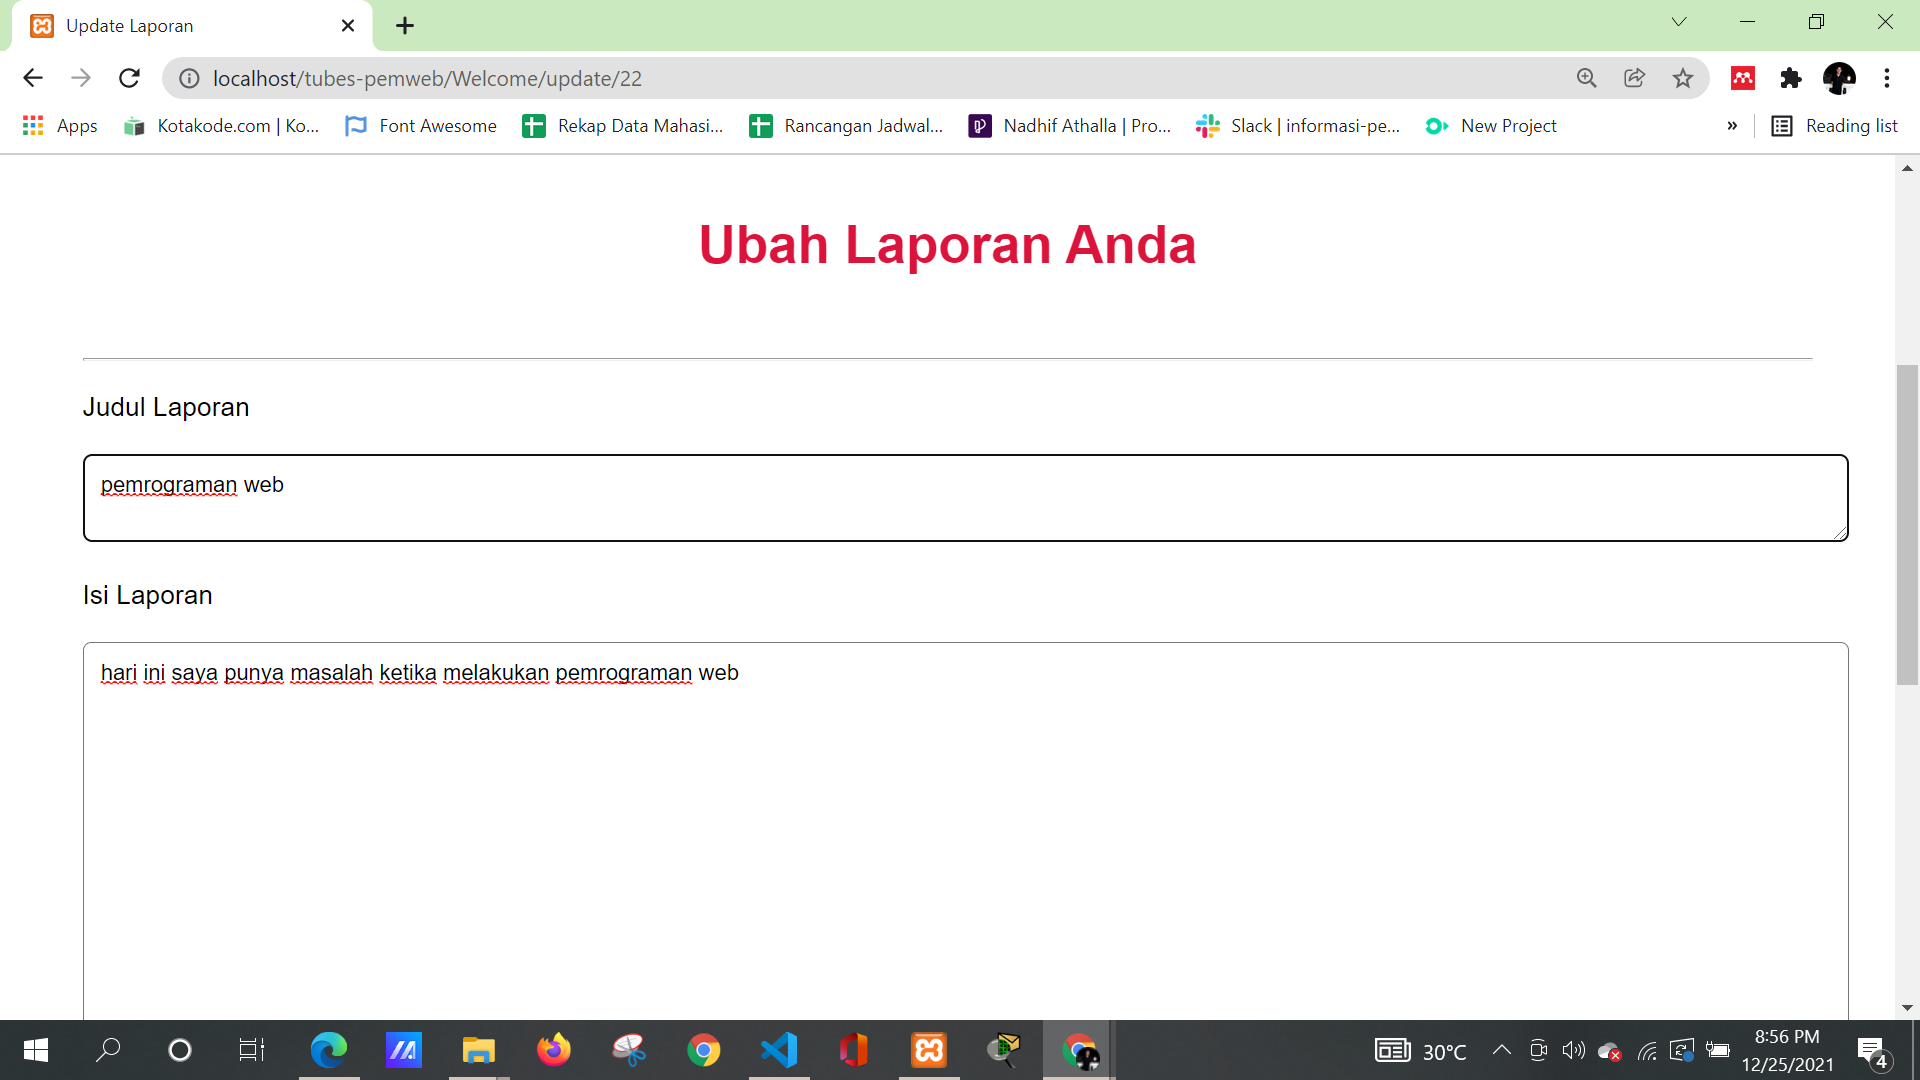 Update Laporan
localhost/tubes-pemweb/Welcome/update/22
Apps
Kotakode.com | Ko...
Font Awesome
Rekap Data Mahasi...
Rancangan Jadwal...
Nadhif Athalla | Pro...
Slack | informasi-pe...
New Project
»
Reading list
Ubah Laporan Anda
Judul Laporan
pemrograman web
Isi Laporan
hari ini saya punya masalah ketika melakukan pemrograman web
30°C
8:56 PM
12/25/2021
4